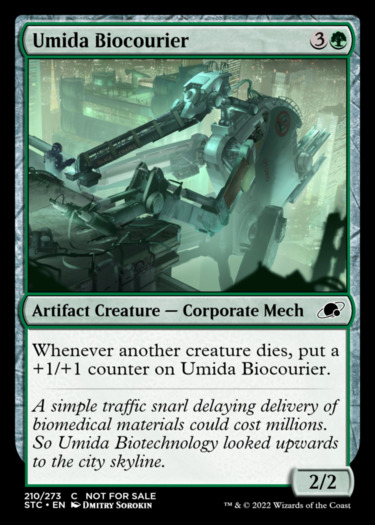 Umida Biocourier 3
Artifact Creature — Corporate Mech
Whenever another creature dies, put a
+1/+1 counter on Umida Biocourier.
A simple traffic snarl delaying delivery of
biomedical materials could cost millions.
So Umida Biotechnology looked upwards
to the city skyline.
2/2
210/273 C NOT FOR SALE
STC • EN Dmitry Sorokin
™ & © 2022 Wizards of the Coast